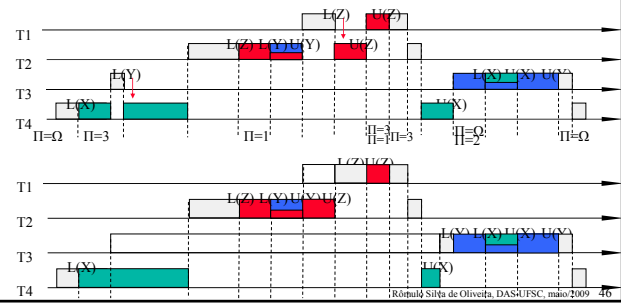 L(Z) U(Z)
T1
L(Z) L(Y) U(Y) U(Z)
T2
L(Y) L(X) U(X) U(Y)
T3
L(X) U(X)
T4
Π=Ω Π=3 Π=1 Π=3 Π=1 Π=3 Π=Ω Π=2 Π=Ω
L(Z) U(Z)
T1
L(Z) L(Y) U(Y) U(Z)
T2
L(Y) L(X) U(X) U(Y)
T3
L(X) U(X)
T4
Rômulo Silva de Oliveira, DAS-UFSC, maio/2009 46